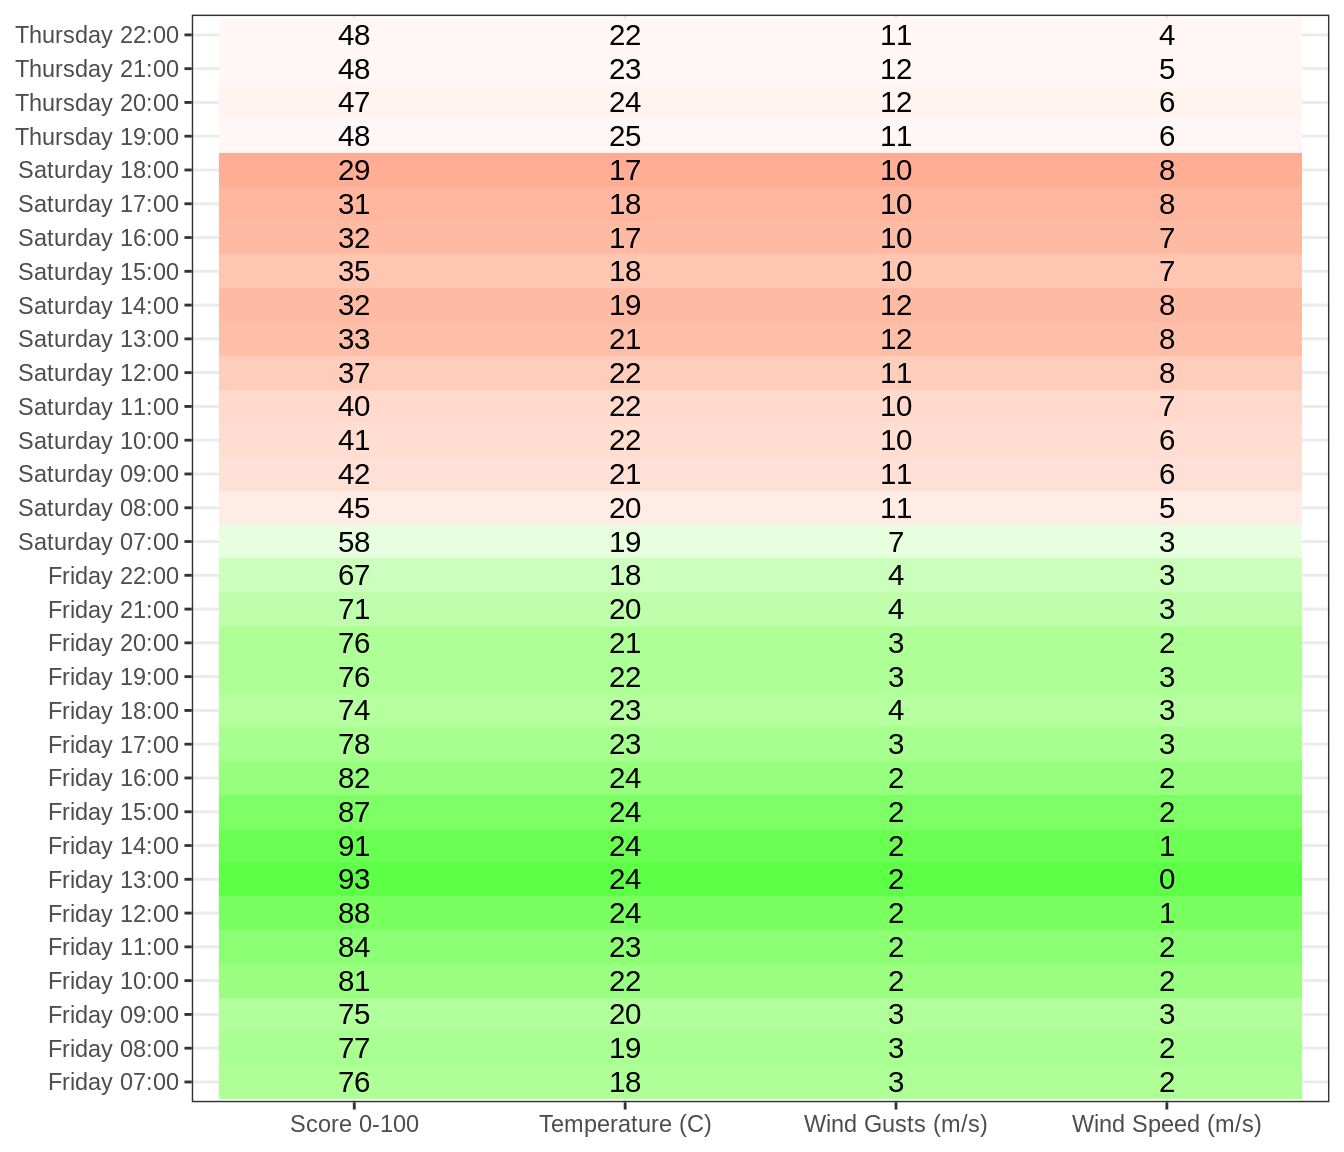 Thursday 22:00 48 22 11 4
Thursday 21:00 48 23 12 5
Thursday 20:00 47 24 12 6
Thursday 19:00 48 25 11 6
Saturday 18:00 29 17 10 8
Saturday 17:00 31 18 10 8
Saturday 16:00 32 17 10 7
Saturday 15:00 35 18 10 7
Saturday 14:00 32 19 12 8
Saturday 13:00 33 21 12 8
Saturday 12:00 37 22 11 8
Saturday 11:00 40 22 10 7
Saturday 10:00 41 22 10 6
Saturday 09:00 42 21 11 6
Saturday 08:00 45 20 11 5
Saturday 07:00 58 19 7 3
Friday 22:00 67 18 4 3
Friday 21:00 71 20 4 3
Friday 20:00 76 21 3 2
Friday 19:00 76 22 3 3
Friday 18:00 74 23 4 3
Friday 17:00 78 23 3 3
Friday 16:00 82 24 2 2
Friday 15:00 87 24 2 2
Friday 14:00 91 24 2 1
Friday 13:00 93 24 2 0
Friday 12:00 88 24 2 1
Friday 11:00 84 23 2 2
Friday 10:00 81 22 2 2
Friday 09:00 75 20 3 3
Friday 08:00 77 19 3 2
Friday 07:00 76 18 3 2
Score 0-100 Temperature (C) Wind Gusts (m/s) Wind Speed (m/s)